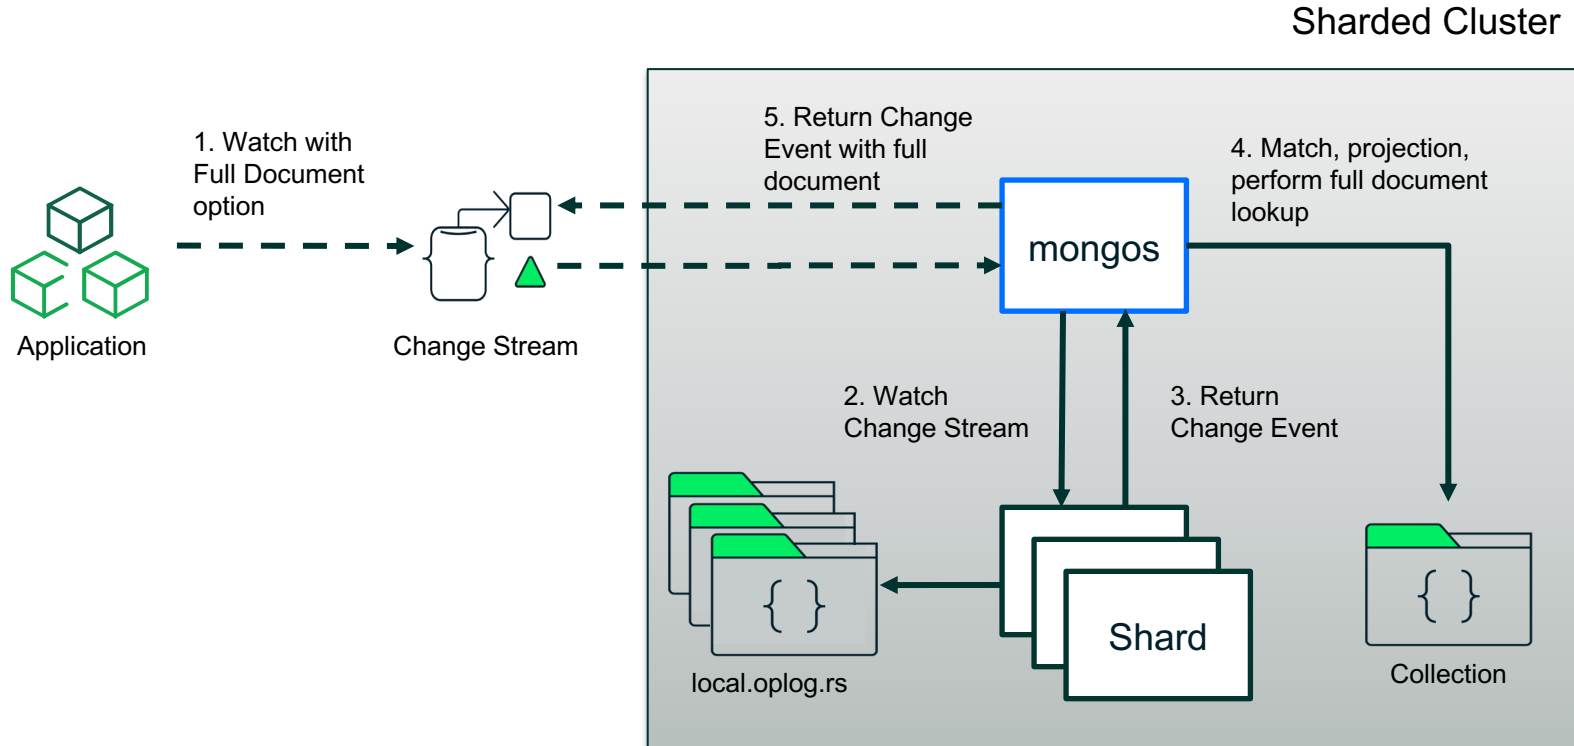 Sharded Cluster
1. Watch with
Full Document
option
5. Return Change
Event with full
document
4. Match, projection,
perform full document
lookup
mongos
Application
Change Stream
2. Watch
Change Stream
3. Return
Change Event
{ }
{ }
Shard
local.oplog.rs
Collection